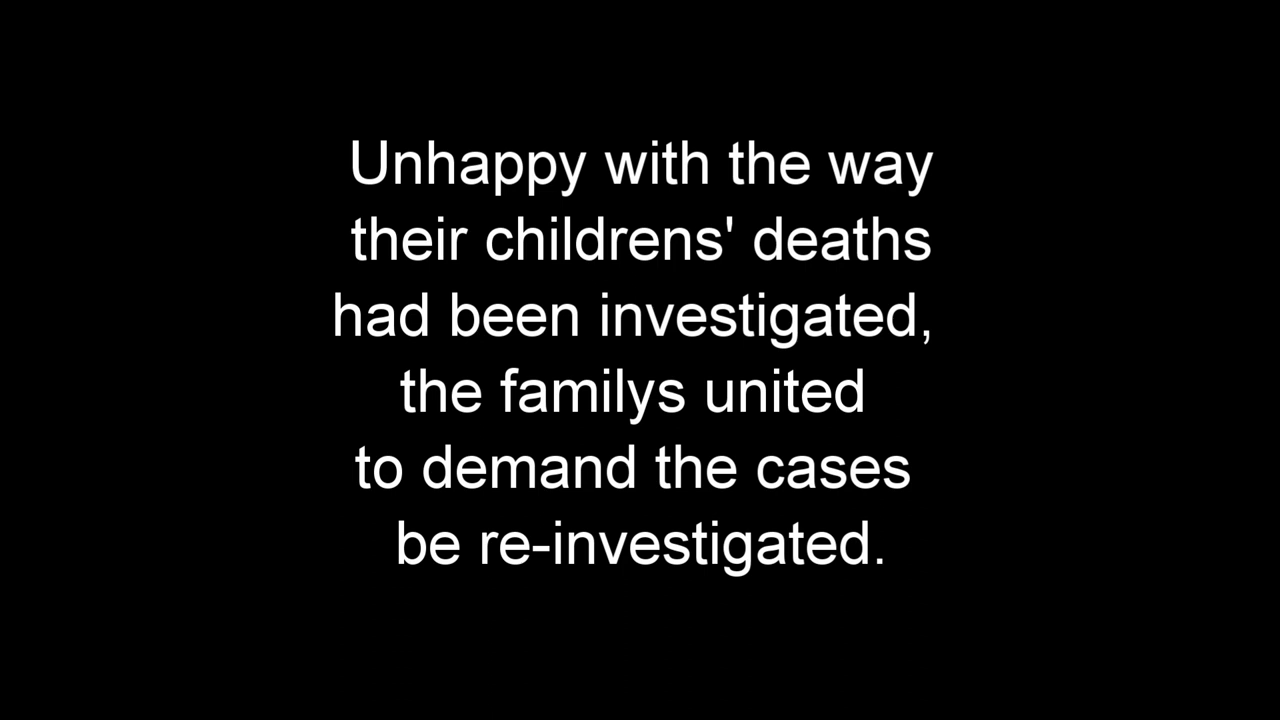 Unhappy with the way
their childrens' deaths
had been investigated,
the familys united
to demand the cases
be re-investigated.